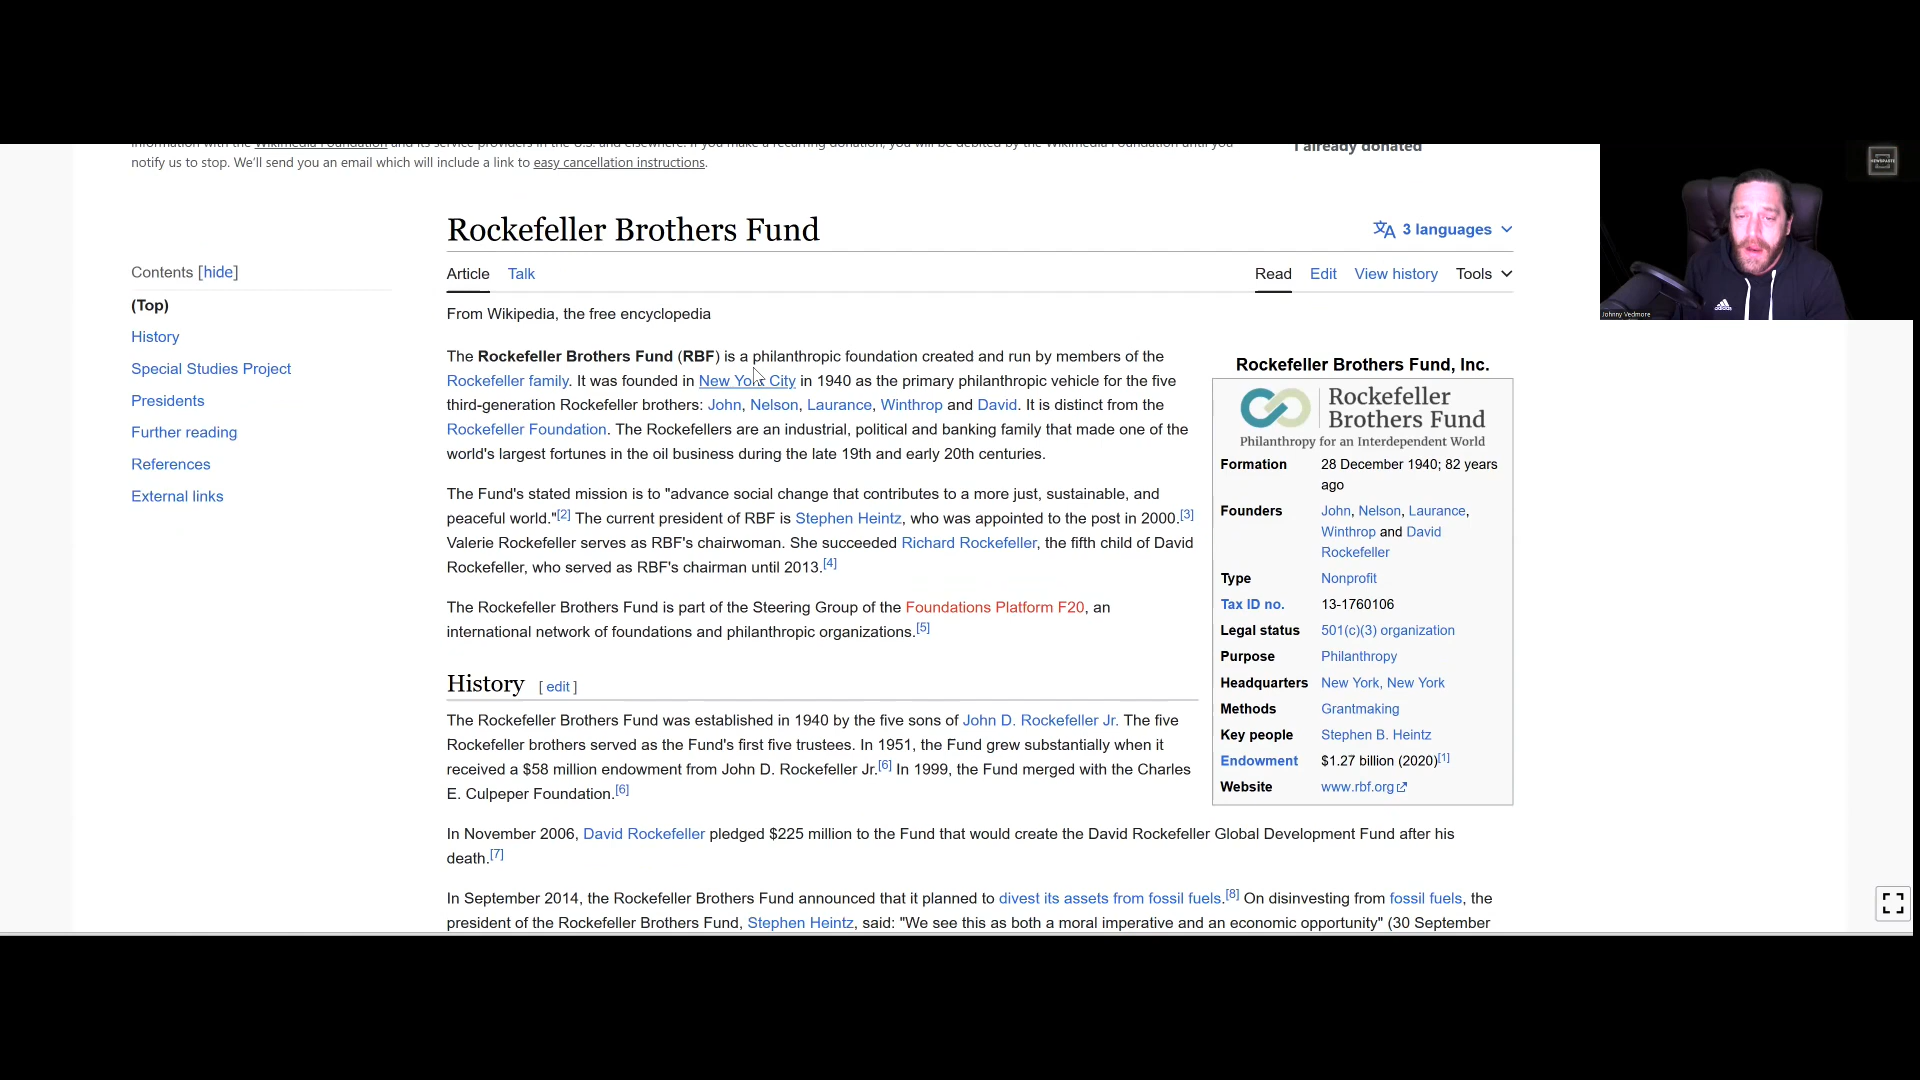 information with the Wikimedia Foundation and its service providers in the U.S. and elsewhere. If you make a recurring donation, you will be debited by the Wikimedia Foundation until you
notify us to stop. We'll send you an email which will include a link to easy cancellation instructions.
I already donated
Rockefeller Brothers Fund
3 languages
Contents [hide]
(Top)
History
Special Studies Project
Presidents
Further reading
References
External links
Article Talk
Read Edit View history Tools
From Wikipedia, the free encyclopedia
The Rockefeller Brothers Fund (RBF) is a philanthropic foundation created and run by members of the
Rockefeller family. It was founded in New York City in 1940 as the primary philanthropic vehicle for the five
third-generation Rockefeller brothers: John, Nelson, Laurance, Winthrop and David. It is distinct from the
Rockefeller Foundation. The Rockefellers are an industrial, political and banking family that made one of the
world's largest fortunes in the oil business during the late 19th and early 20th centuries.
The Fund's stated mission is to "advance social change that contributes to a more just, sustainable, and
peaceful world."[2] The current president of RBF is Stephen Heintz, who was appointed to the post in 2000.[3]
Valerie Rockefeller serves as RBF's chairwoman. She succeeded Richard Rockefeller, the fifth child of David
Rockefeller, who served as RBF's chairman until 2013.[4]
The Rockefeller Brothers Fund is part of the Steering Group of the Foundations Platform F20, an
international network of foundations and philanthropic organizations.[5]
History [ edit ]
The Rockefeller Brothers Fund was established in 1940 by the five sons of John D. Rockefeller Jr. The five
Rockefeller brothers served as the Fund's first five trustees. In 1951, the Fund grew substantially when it
received a $58 million endowment from John D. Rockefeller Jr.[6] In 1999, the Fund merged with the Charles
E. Culpeper Foundation.[6]
In November 2006, David Rockefeller pledged $225 million to the Fund that would create the David Rockefeller Global Development Fund after his
death.[7]
In September 2014, the Rockefeller Brothers Fund announced that it planned to divest its assets from fossil fuels.[8] On disinvesting from fossil fuels, the
president of the Rockefeller Brothers Fund, Stephen Heintz, said: "We see this as both a moral imperative and an economic opportunity" (30 September
Rockefeller Brothers Fund, Inc.
Rockefeller
Brothers Fund
Philanthropy for an Interdependent World
Formation 28 December 1940; 82 years
ago
Founders John, Nelson, Laurance,
Winthrop and David
Rockefeller
Type Nonprofit
Tax ID no. 13-1760106
Legal status 501(c)(3) organization
Purpose Philanthropy
Headquarters New York, New York
Methods Grantmaking
Key people Stephen B. Heintz
Endowment $1.27 billion (2020)[1]
Website www.rbf.org
Johnny Vedmore
adidas